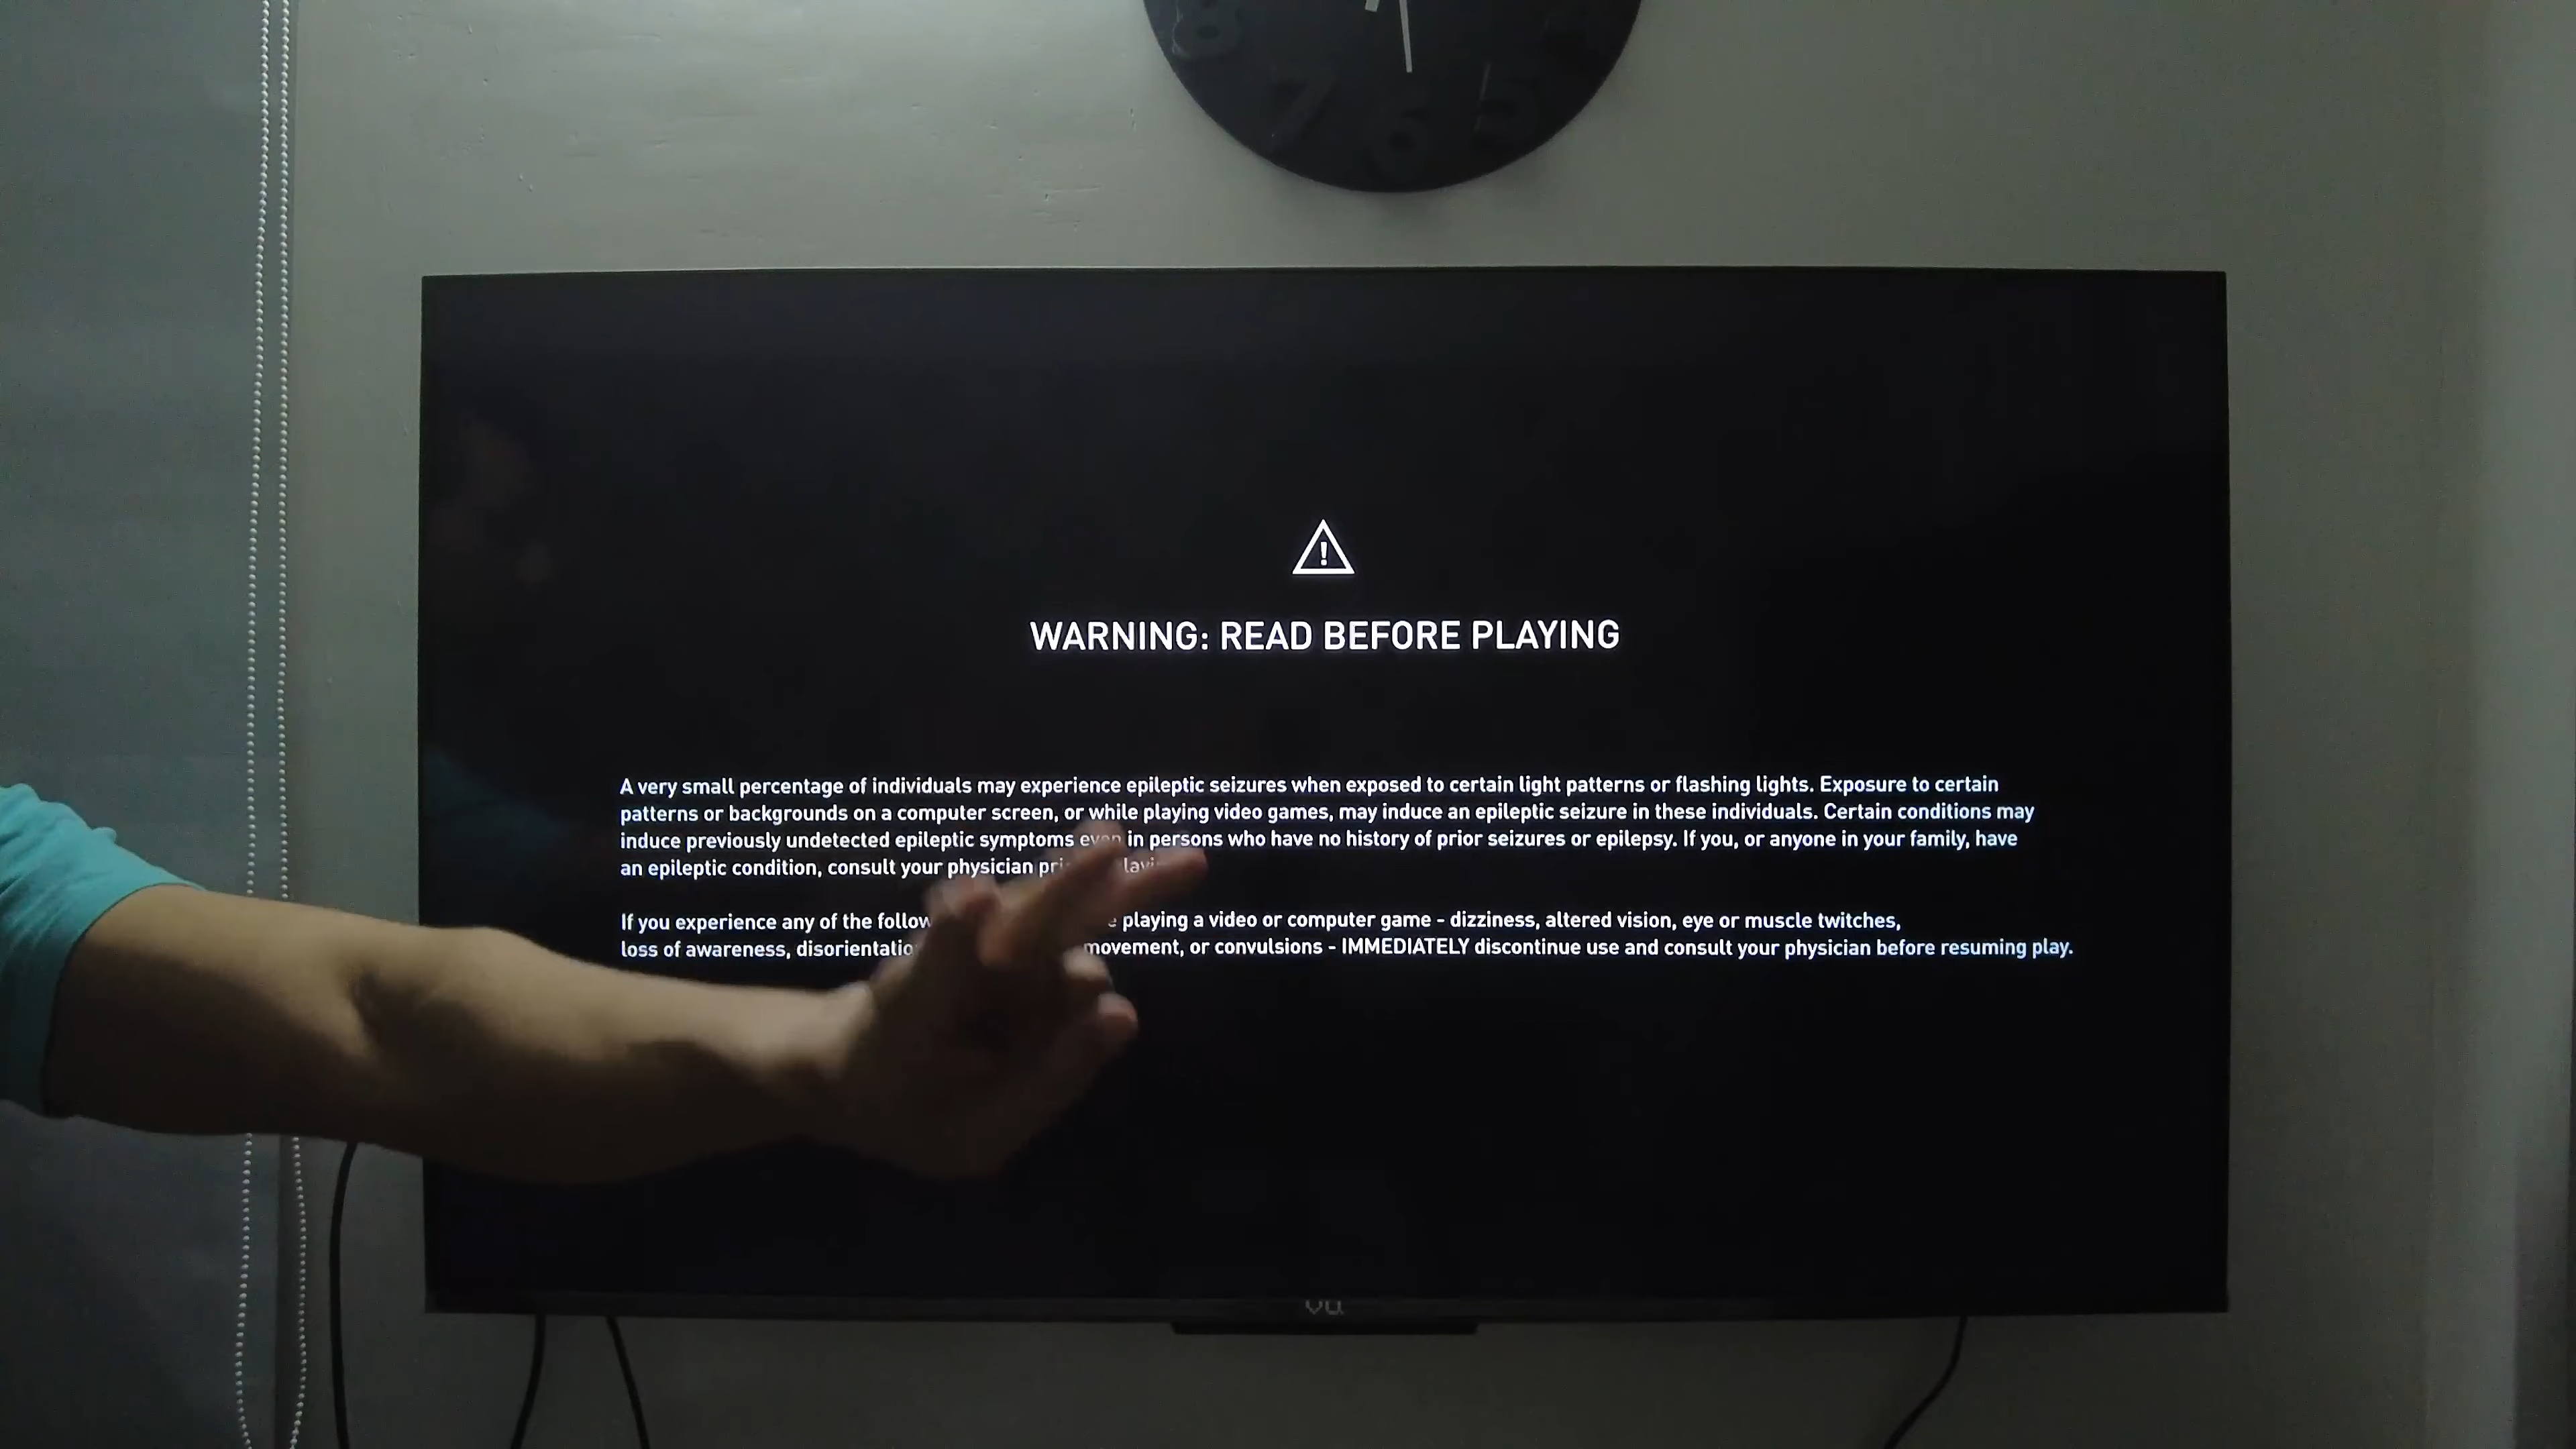 8
7 6 5
WARNING: READ BEFORE PLAYING
A very small percentage of individuals may experience epileptic seizures when exposed to certain light patterns or flashing lights. Exposure to certain
patterns or backgrounds on a computer screen, or while playing video games, may induce an epileptic seizure in these individuals. Certain conditions may
induce previously undetected epileptic symptoms even in persons who have no history of prior seizures or epilepsy. If you, or anyone in your family, have
an epileptic condition, consult your physician
If you experience any of the playing a video or computer game - dizziness, altered vision, eye or muscle twitches,
loss of awareness, movement, or convulsions - IMMEDIATELY discontinue use and consult your physician before resuming play.